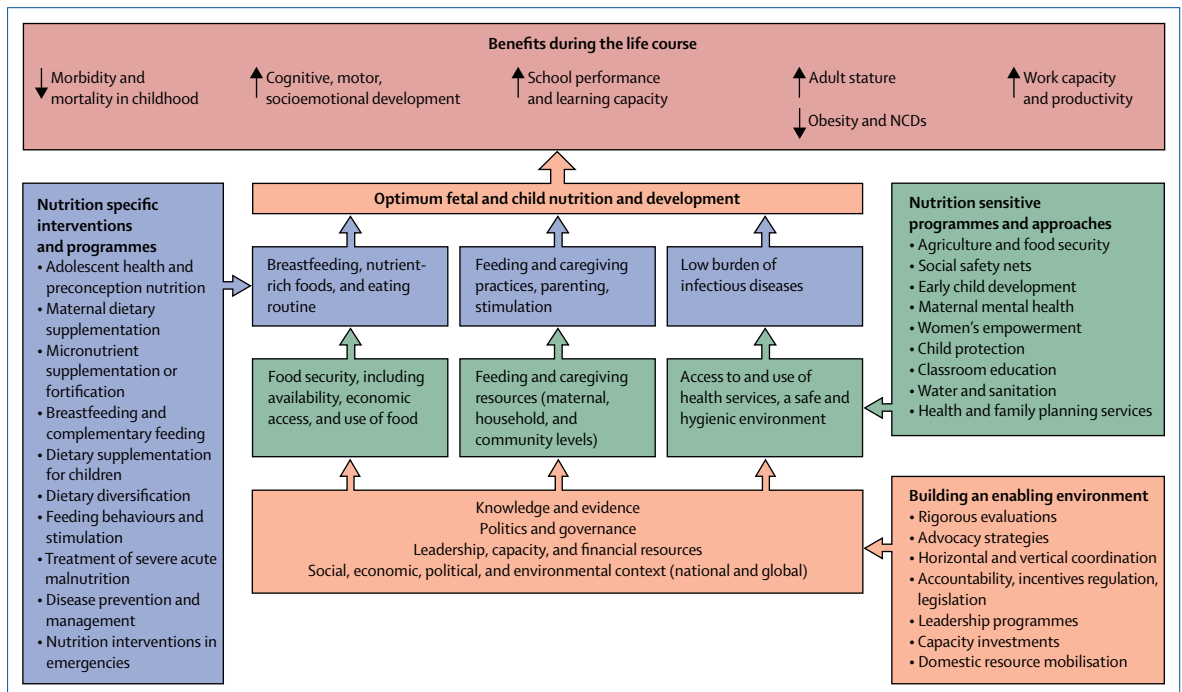 Benefits during the life course
Morbidity and
mortality in childhood
Cognitive, motor,
socioemotional development
School performance
and learning capacity
Adult stature
Obesity and NCDs
Work capacity
and productivity
Nutrition specific
interventions
and programmes
• Adolescent health and
preconception nutrition
• Maternal dietary
supplementation
• Micronutrient
supplementation or
fortification
• Breastfeeding and
complementary feeding
• Dietary supplementation
for children
• Dietary diversification
• Feeding behaviours and
stimulation
• Treatment of severe acute
malnutrition
• Disease prevention and
management
• Nutrition interventions in
emergencies
Optimum fetal and child nutrition and development
Breastfeeding, nutrient-
rich foods, and eating
routine
Feeding and caregiving
practices, parenting,
stimulation
Low burden of
infectious diseases
Food security, including
availability, economic
access, and use of food
Feeding and caregiving
resources (maternal,
household, and
community levels)
Access to and use of
health services, a safe and
hygienic environment
Knowledge and evidence
Politics and governance
Leadership, capacity, and financial resources
Social, economic, political, and environmental context (national and global)
Nutrition sensitive
programmes and approaches
• Agriculture and food security
• Social safety nets
• Early child development
• Maternal mental health
• Women's empowerment
• Child protection
• Classroom education
• Water and sanitation
• Health and family planning services
Building an enabling environment
• Rigorous evaluations
• Advocacy strategies
• Horizontal and vertical coordination
• Accountability, incentives regulation,
legislation
• Leadership programmes
• Capacity investments
• Domestic resource mobilisation